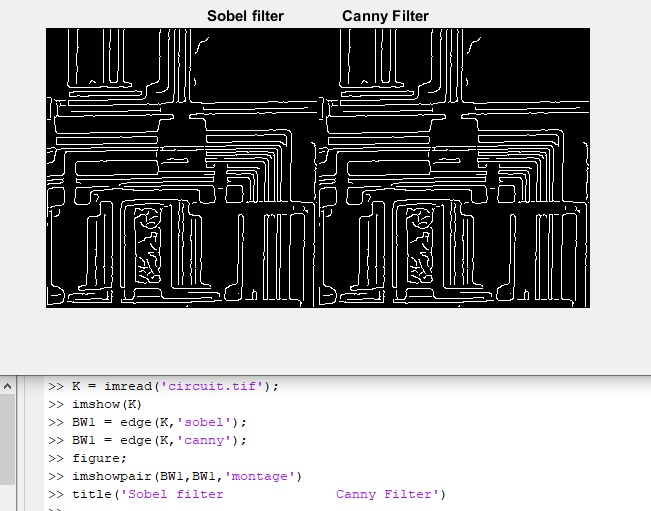 Sobel filter Canny Filter
>> K = imread('circuit.tif');
>> imshow(K)
>> BW1 = edge(K,'sobel');
>> BW1 = edge(K,'canny');
>> figure;
>> imshowpair(BW1,BW1,'montage')
>> title('Sobel filter               Canny Filter')
>>